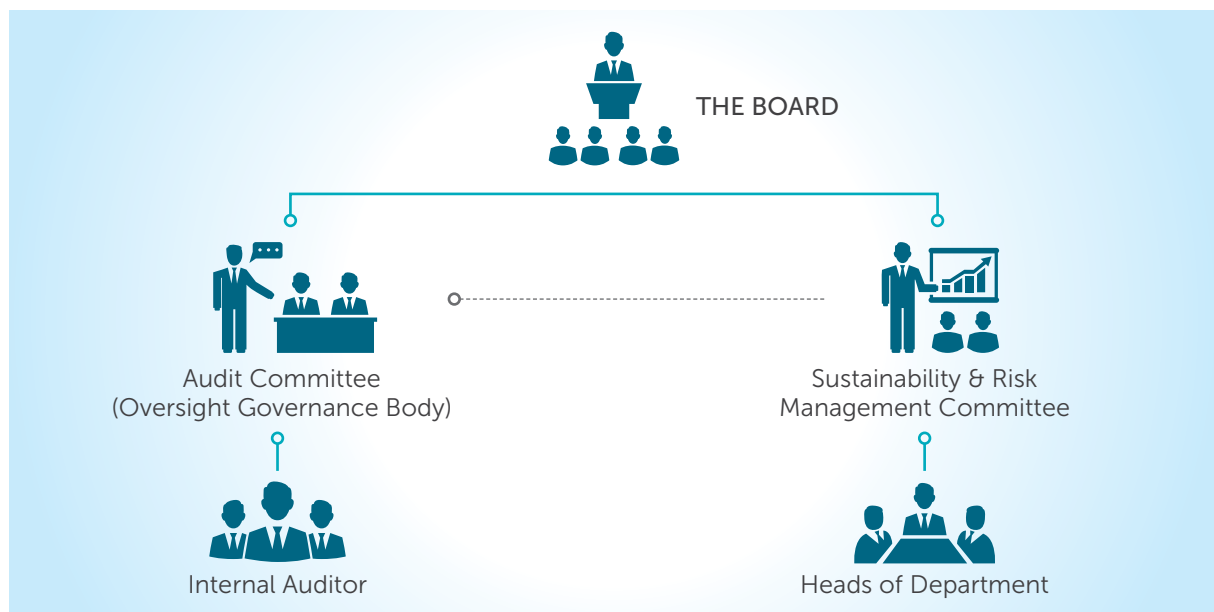 THE BOARD
Audit Committee
(Oversight Governance Body)
Sustainability & Risk
Management Committee
Internal Auditor
Heads of Department